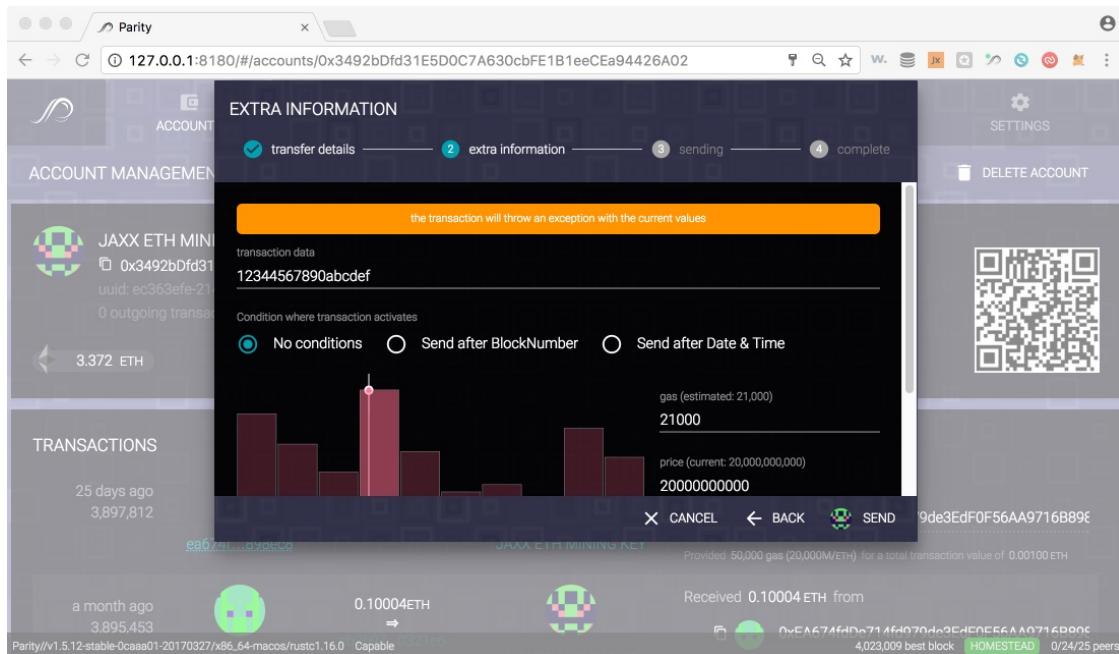 Parity
127.0.0.1:8180/#/accounts/0x3492bDfd31E5D0C7A630cbFE1B1eeCEa94426A02
ACCOUNT
SETTINGS
EXTRA INFORMATION
transfer details
2 extra information
3 sending
4 complete
ACCOUNT MANAGEMEN
DELETE ACCOUNT
the transaction will throw an exception with the current values
JAXX ETH MINI
0x3492bDfd31
uuid: ec363efe-21
0 outgoing transac
3.372 ETH
transaction data
12344567890abcdef
Condition where transaction activates
No conditions
Send after BlockNumber
Send after Date & Time
gas (estimated: 21,000)
21000
price (current: 20,000,000,000)
20000000000
CANCEL
BACK
SEND
TRANSACTIONS
25 days ago
3,897,812
JAXX ETH MINING KEY
9de3EdF0F56AA9716B898
Provided 50,000 gas (20,000M/ETH) for a total transaction value of 0.00100 ETH
a month ago
3,895,453
0.10004ETH
⇒
Received 0.10004 ETH from
Parity//v1.5.12-stable-0caaa01-20170327/x86_64-macos/rustc1.16.0 Capable
4,023,009 best block HOMESTEAD 0/24/25 peers